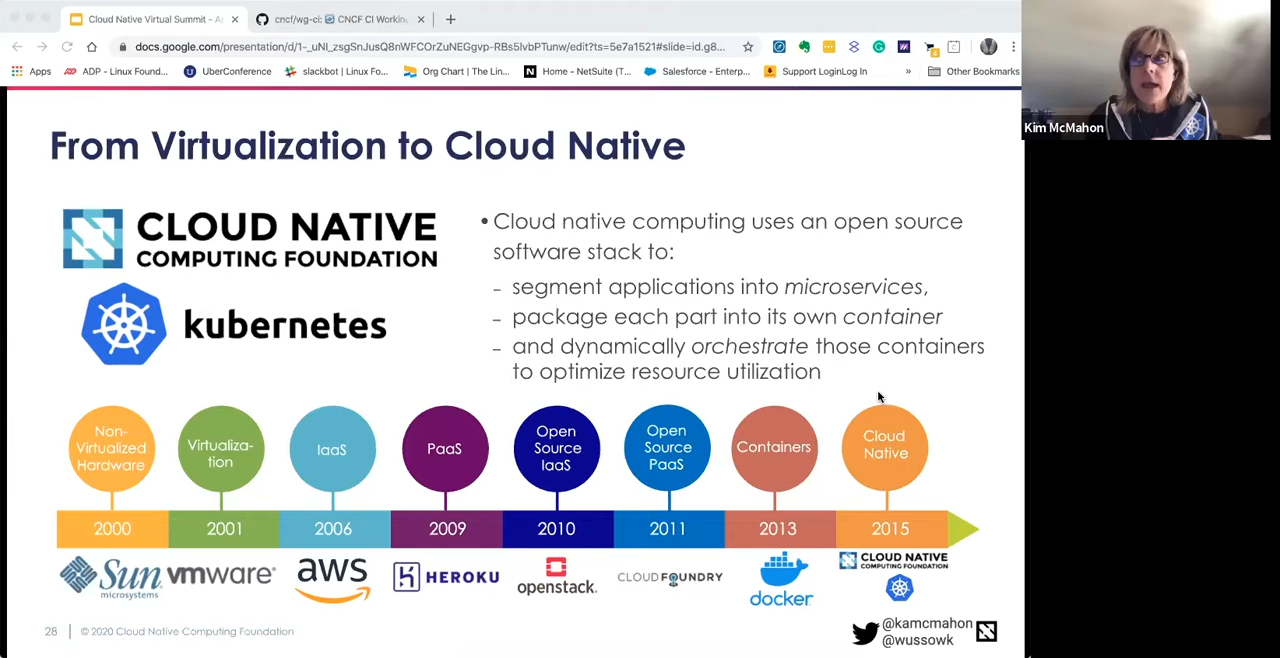 Cloud Native Virtual Summit - A
cncf/wg-ci: CNCF CI Workin
docs.google.com/presentation/d/1-_uNl_zsgSnJusQ8nWFCOrZuNEGgvp-RBs5lvbPTunw/edit?ts=5e7a1521#slide=id.g8...
Apps ADP - Linux Found... UberConference slackbot | Linux Fo... Org Chart | The Lin... Home - NetSuite (T... Salesforce - Enterp... Support LoginLog In » Other Bookmarks
Kim McMahon
From Virtualization to Cloud Native
CLOUD NATIVE
COMPUTING FOUNDATION
kubernetes
• Cloud native computing uses an open source
software stack to:
– segment applications into microservices,
– package each part into its own container
– and dynamically orchestrate those containers
to optimize resource utilization
Non-
Virtualized
Hardware
Virtualiza-
tion
IaaS
PaaS
Open
Source
IaaS
Open
Source
PaaS
Containers
Cloud
Native
2000 2001 2006 2009 2010 2011 2013 2015
Sun
microsystems
vmware
aws
HEROKU
openstack.
CLOUD FOUNDRY
docker
CLOUD NATIVE
COMPUTING FOUNDATION
28 | © 2020 Cloud Native Computing Foundation
@kamcmahon
@wussowk